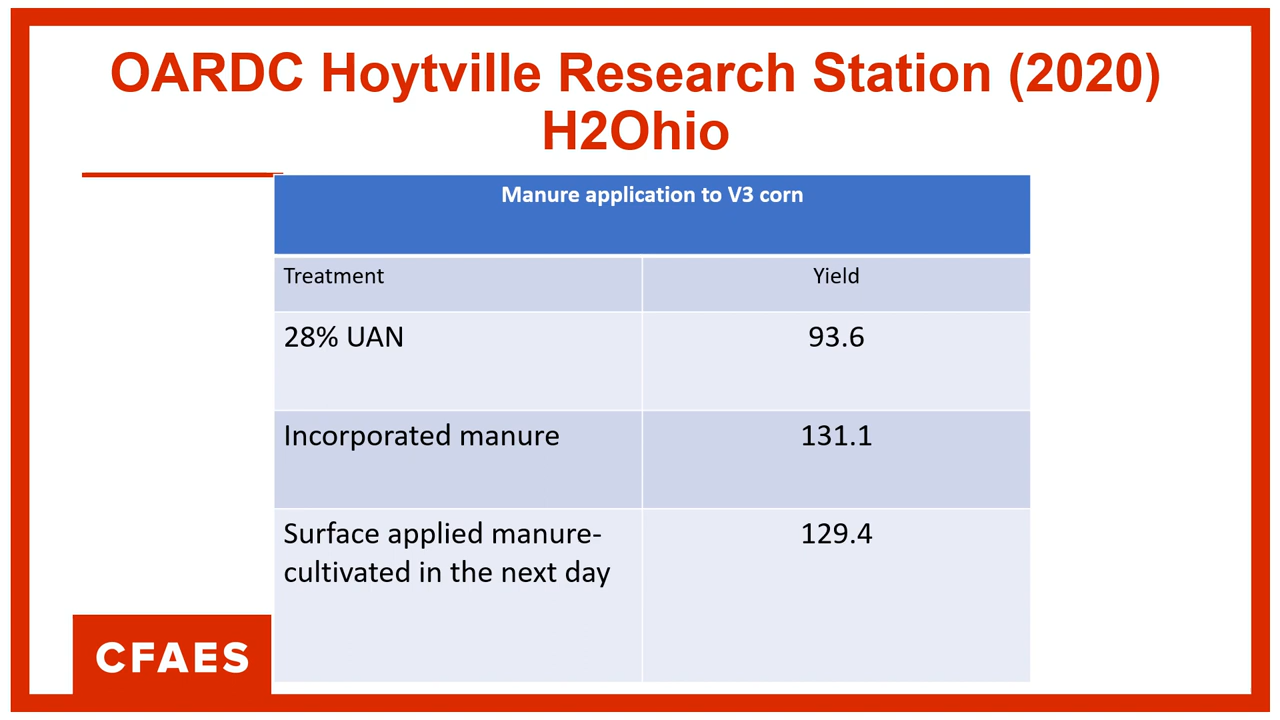 OARDC Hoytville Research Station (2020)
H2Ohio
Manure application to V3 corn
Treatment Yield
28% UAN 93.6
Incorporated manure 131.1
Surface applied manure- 129.4
cultivated in the next day
CFAES